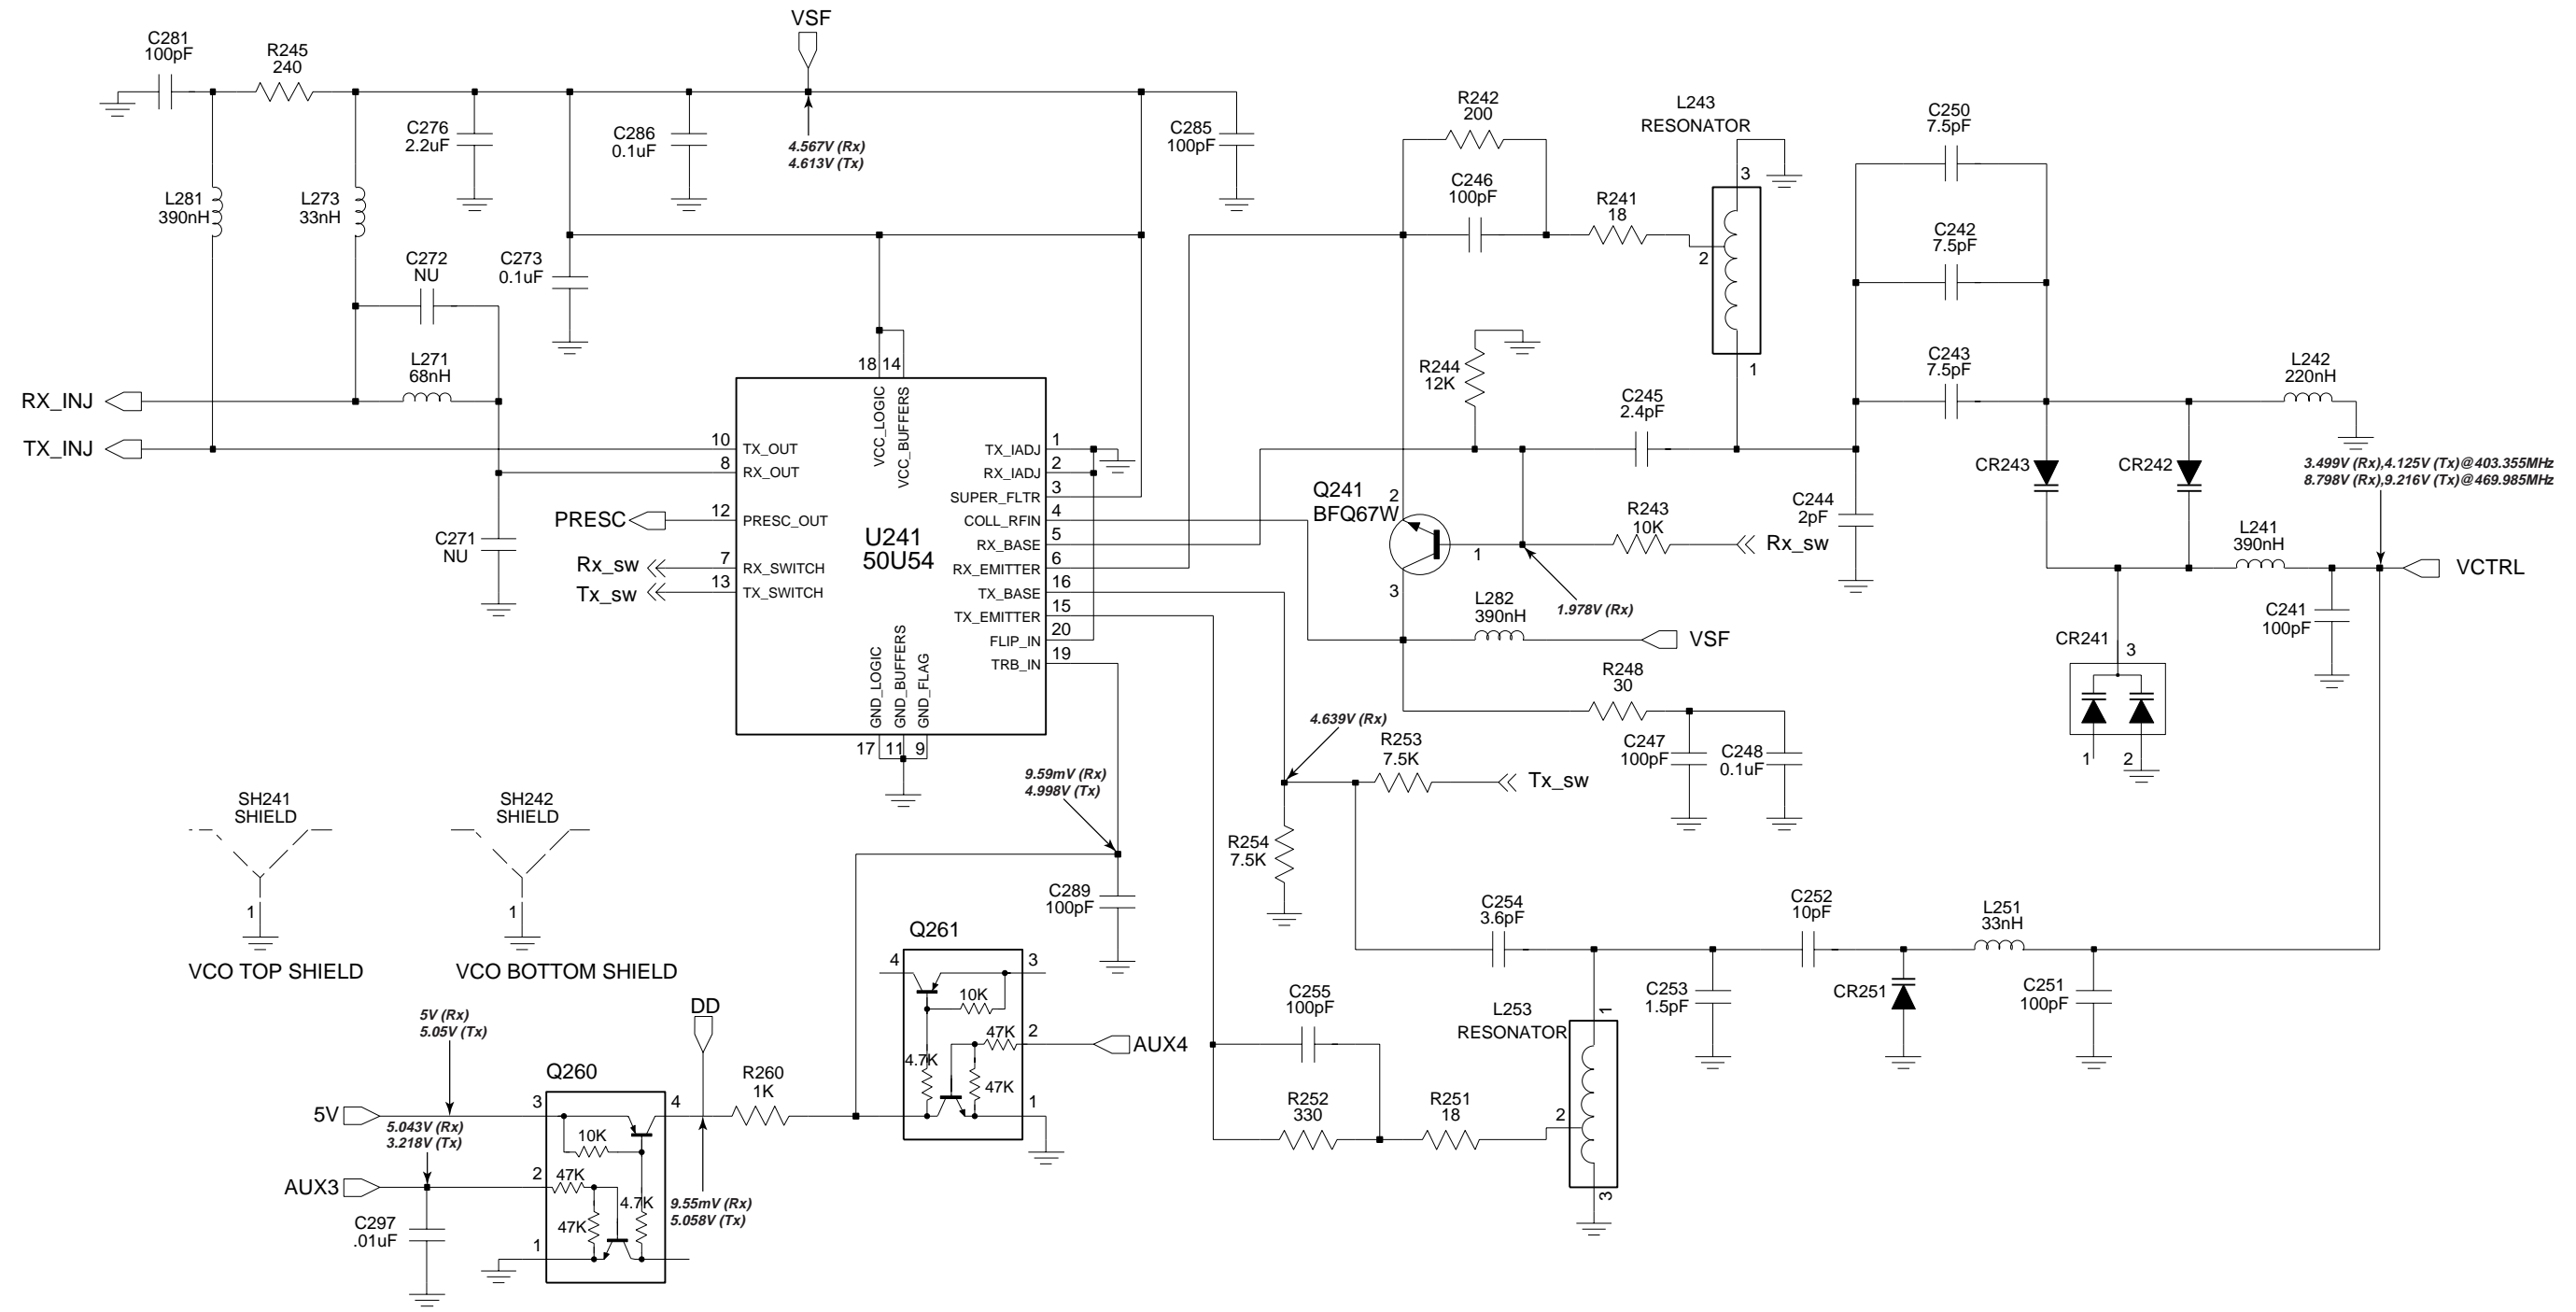 VSF
C281
100pF
R245
240
C276
2.2uF
C286
0.1uF
4.567V (Rx)
4.613V (Tx)
C285
100pF
L281
390nH
L273
33nH
C272
NU
C273
0.1uF
L271
68nH
RX_INJ
TX_INJ
C271
NU
PRESC
Rx_sw
Tx_sw
18
14
VCC_LOGIC
VCC_BUFFERS
10
TX_OUT
8
RX_OUT
12
PRESC_OUT
7
RX_SWITCH
13
TX_SWITCH
U241
50U54
TX_IADJ
1
RX_IADJ
2
SUPER_FLTR
3
COLL_RFIN
4
RX_BASE
5
RX_EMITTER
6
TX_BASE
16
TX_EMITTER
15
FLIP_IN
20
TRB_IN
19
GND_LOGIC
GND_BUFFERS
GND_FLAG
17
11
9
R242
200
C246
100pF
R241
18
L243
RESONATOR
3
2
1
R244
12K
C245
2.4pF
Q241
BFQ67W
2
1
3
R243
10K
Rx_sw
1.978V (Rx)
L282
390nH
VSF
R248
30
C247
100pF
C248
0.1uF
C250
7.5pF
C242
7.5pF
C243
7.5pF
C244
2pF
L242
220nH
CR243
CR242
3.499V (Rx),4.125V (Tx)@403.355MHz
8.798V (Rx),9.216V (Tx)@469.985MHz
L241
390nH
VCTRL
C241
100pF
CR241
3
1
2
4.639V (Rx)
R253
7.5K
Tx_sw
R254
7.5K
9.59mV (Rx)
4.998V (Tx)
C289
100pF
C254
3.6pF
C252
10pF
L251
33nH
C253
1.5pF
CR251
C251
100pF
L253
RESONATOR
1
2
3
C255
100pF
R252
330
R251
18
SH241
SHIELD
1
VCO TOP SHIELD
SH242
SHIELD
1
VCO BOTTOM SHIELD
Q261
4
3
10K
47K
2
4.7K
47K
1
AUX4
DD
R260
1K
5V (Rx)
5.05V (Tx)
Q260
5V
3
4
5.043V (Rx)
3.218V (Tx)
10K
AUX3
2
47K
4.7K
47K
1
9.55mV (Rx)
5.058V (Tx)
C297
.01uF